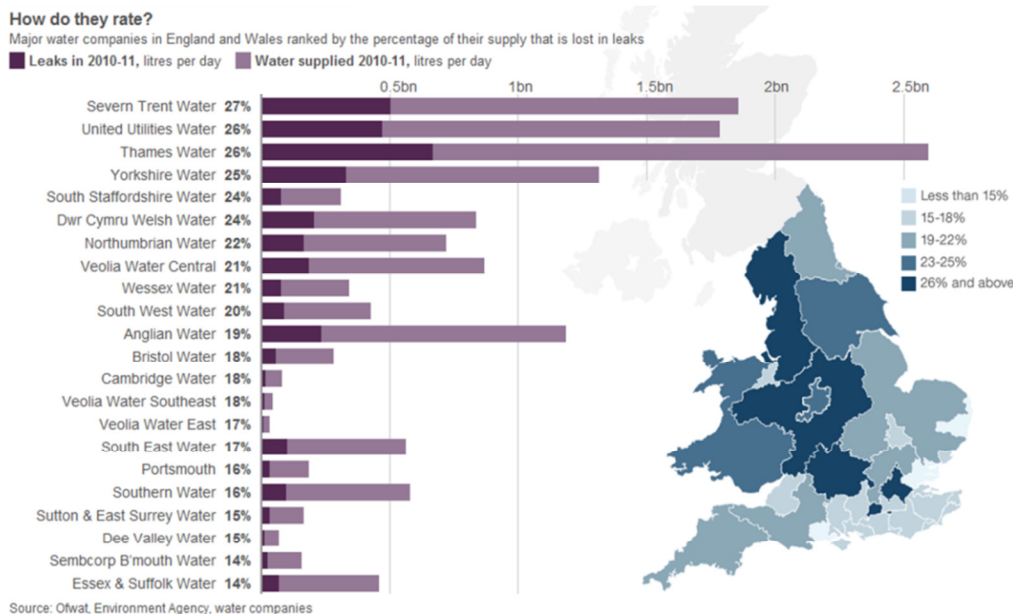 How do they rate?
Major water companies in England and Wales ranked by the percentage of their supply that is lost in leaks
Leaks in 2010-11, litres per day Water supplied 2010-11, litres per day
0.5bn 1bn 1.5bn 2bn 2.5bn
Severn Trent Water 27%
United Utilities Water 26%
Thames Water 26%
Yorkshire Water 25%
South Staffordshire Water 24%
Dwr Cymru Welsh Water 24%
Northumbrian Water 22%
Veolia Water Central 21%
Wessex Water 21%
South West Water 20%
Anglian Water 19%
Bristol Water 18%
Cambridge Water 18%
Veolia Water Southeast 18%
Veolia Water East 17%
South East Water 17%
Portsmouth 16%
Southern Water 16%
Sutton & East Surrey Water 15%
Dee Valley Water 15%
Sembcorp B'mouth Water 14%
Essex & Suffolk Water 14%
Less than 15%
15-18%
19-22%
23-25%
26% and above
Source: Ofwat, Environment Agency, water companies